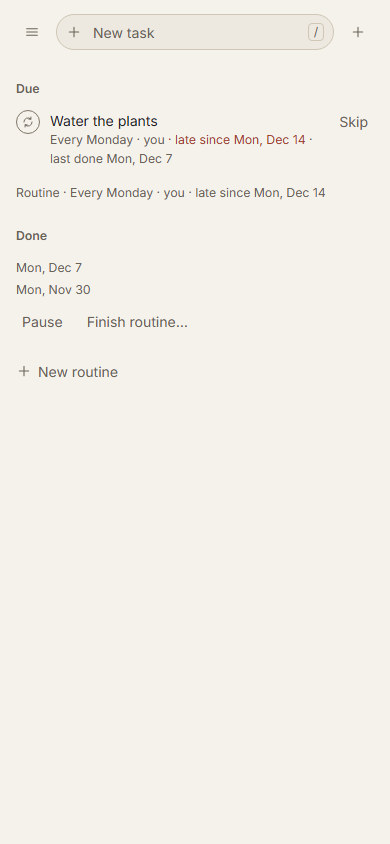 New task /
Due
Water the plants Skip
Every Monday · you · late since Mon, Dec 14 ·
last done Mon, Dec 7
Routine · Every Monday · you · late since Mon, Dec 14
Done
Mon, Dec 7
Mon, Nov 30
Pause Finish routine...
New routine